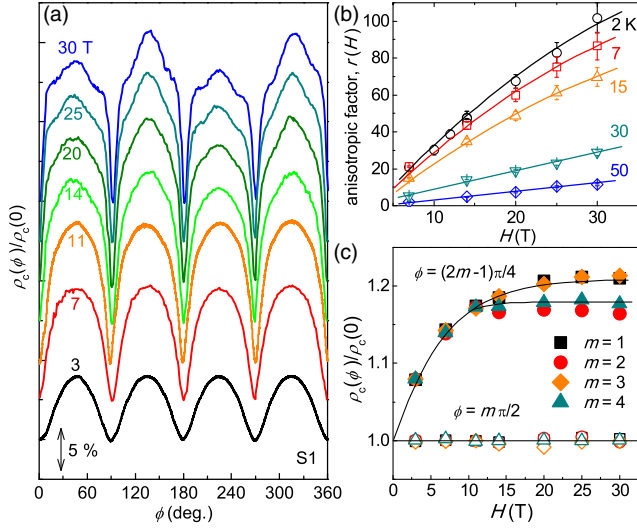 (a)
30 T
25
20
14
11
7
3
5 %
S1
ρc(ϕ)/ρc(0)
0 60 120 180 240 300 360
ϕ (deg.)
(b)
anisotropic factor, r(H)
100
80
60
40
20
0
2 K
7
15
30
50
10 20 30
H(T)
(c)
ρc(ϕ)/ρc(0)
1.2
1.1
1.0
ϕ = (2m-1)π/4
m = 1
m = 2
m = 3
m = 4
ϕ = mπ/2
0 5 10 15 20 25 30
H(T)